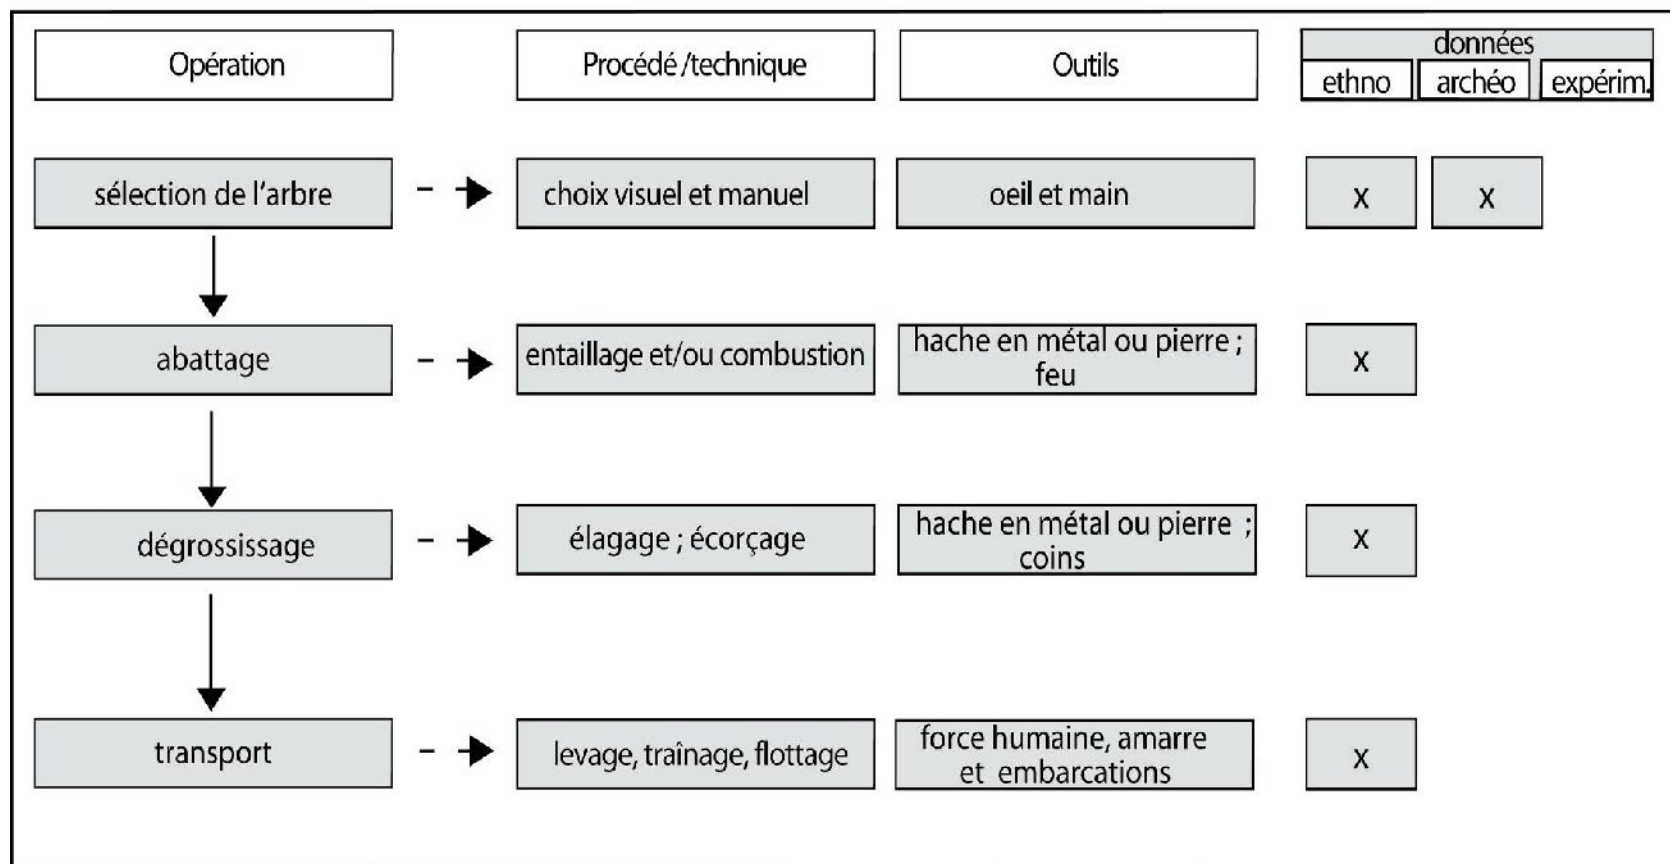 Opération
Procédé /technique
Outils
données
ethno
archéo
expérim.
sélection de l'arbre
choix visuel et manuel
oeil et main
x
x
abattage
entaillage et/ou combustion
hache en métal ou pierre ;
feu
x
dégrossissage
élagage ; écorçage
hache en métal ou pierre ;
coins
x
transport
levage, traînage, flottage
force humaine, amarre
et embarcations
x